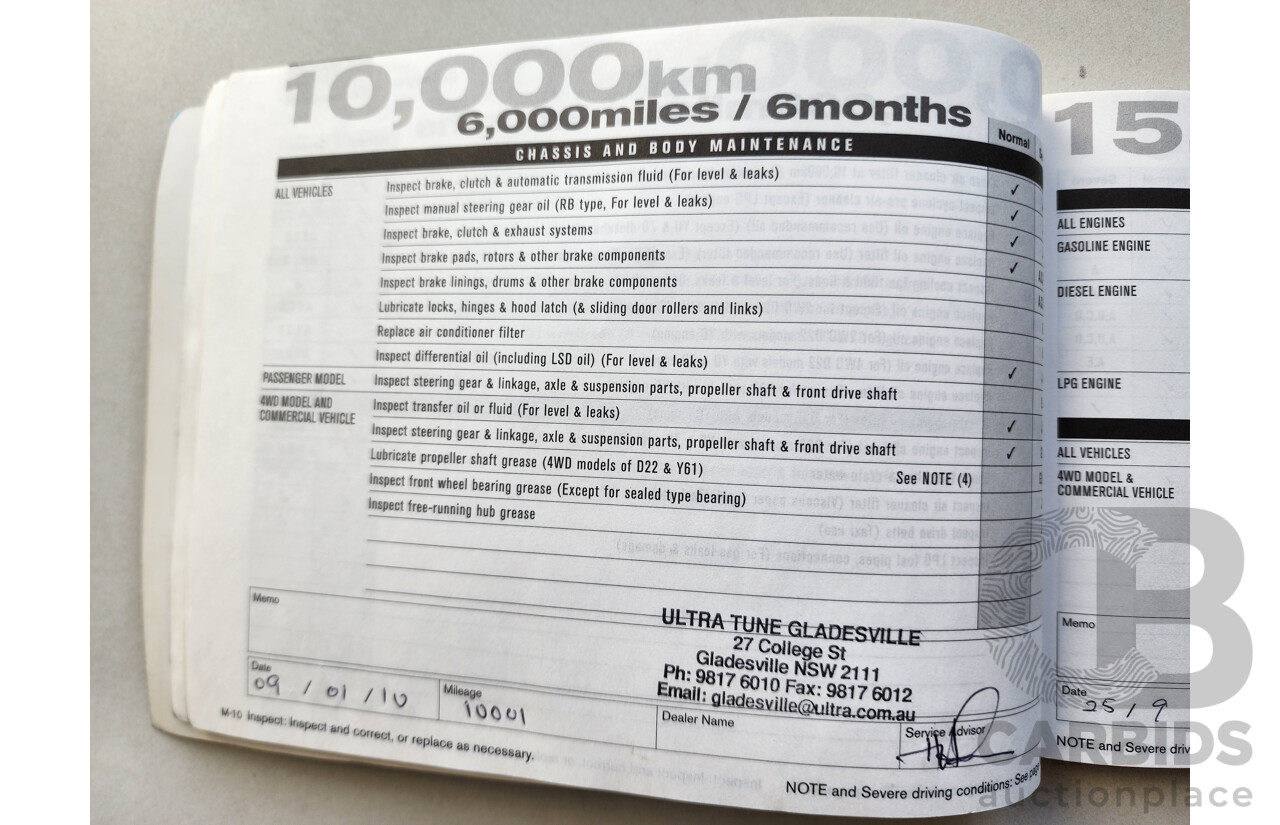 10,000km
6,000miles / 6months
CHASSIS AND BODY MAINTENANCE
Normal
ALL VEHICLES
Inspect brake, clutch & automatic transmission fluid (For level & leaks)
✓
Inspect manual steering gear oil (RB type, For level & leaks)
✓
Inspect brake, clutch & exhaust systems
✓
Inspect brake pads, rotors & other brake components
✓
Inspect brake linings, drums & other brake components
Lubricate locks, hinges & hood latch (& sliding door rollers and links)
Replace air conditioner filter
Inspect differential oil (including LSD oil) (For level & leaks)
✓
PASSENGER MODEL
Inspect steering gear & linkage, axle & suspension parts, propeller shaft & front drive shaft
4WD MODEL AND
COMMERCIAL VEHICLE
Inspect transfer oil or fluid (For level & leaks)
✓
Inspect steering gear & linkage, axle & suspension parts, propeller shaft & front drive shaft
✓
Lubricate propeller shaft grease (4WD models of D22 & Y61)
See NOTE (4)
Inspect front wheel bearing grease (Except for sealed type bearing)
Inspect free-running hub grease
Memo
ULTRA TUNE GLADESVILLE
27 College St
Gladesville NSW 2111
Ph: 9817 6010 Fax: 9817 6012
Email: gladesville@ultra.com.au
Date
09 / 01 / 10
Mileage
10001
Dealer Name
Service Advisor
M-10 Inspect: Inspect and correct, or replace as necessary.
NOTE and Severe driving conditions: See
15
ALL ENGINES
GASOLINE ENGINE
DIESEL ENGINE
LPG ENGINE
ALL VEHICLES
4WD MODEL &
COMMERCIAL VEHICLE
Memo
Date
25 / 9
NOTE and Severe
B
CARBIDS
auctionplace